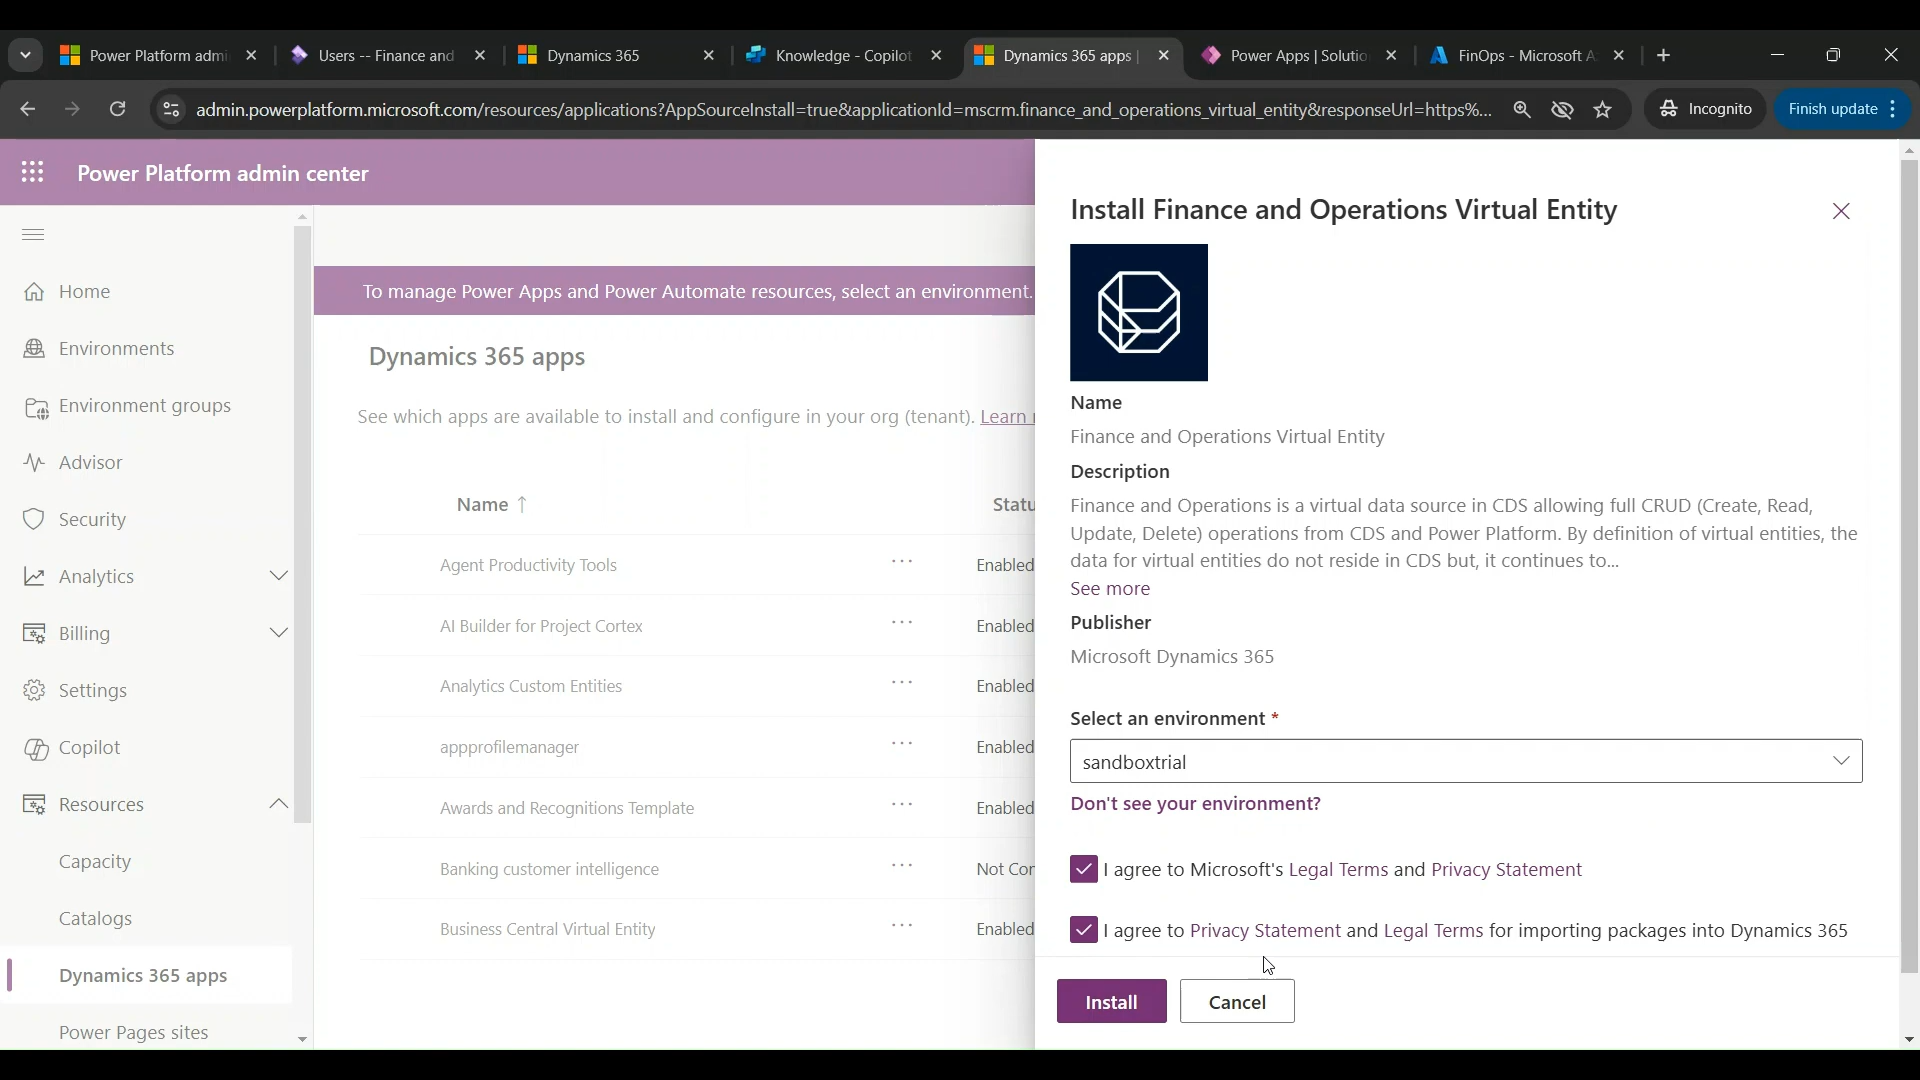 Power Platform admi
Users -- Finance and
Dynamics 365
Knowledge - Copilot
Dynamics 365 apps |
Power Apps | Solutio
FinOps - Microsoft A
admin.powerplatform.microsoft.com/resources/applications?AppSourceInstall=true&applicationId=mscrm.finance_and_operations_virtual_entity&responseUrl=https%...
Incognito
Finish update
Power Platform admin center
Home
Environments
Environment groups
Advisor
Security
Analytics
Billing
Settings
Copilot
Resources
Capacity
Catalogs
Dynamics 365 apps
Power Pages sites
To manage Power Apps and Power Automate resources, select an environment.
Dynamics 365 apps
See which apps are available to install and configure in your org (tenant). Learn
Name ↑ Statu
Agent Productivity Tools ... Enabled
AI Builder for Project Cortex ... Enabled
Analytics Custom Entities ... Enabled
appprofilemanager ... Enabled
Awards and Recognitions Template ... Enabled
Banking customer intelligence ... Not Con
Business Central Virtual Entity ... Enabled
Install Finance and Operations Virtual Entity
Name
Finance and Operations Virtual Entity
Description
Finance and Operations is a virtual data source in CDS allowing full CRUD (Create, Read,
Update, Delete) operations from CDS and Power Platform. By definition of virtual entities, the
data for virtual entities do not reside in CDS but, it continues to...
See more
Publisher
Microsoft Dynamics 365
Select an environment *
sandboxtrial
Don't see your environment?
I agree to Microsoft's Legal Terms and Privacy Statement
I agree to Privacy Statement and Legal Terms for importing packages into Dynamics 365
Install
Cancel